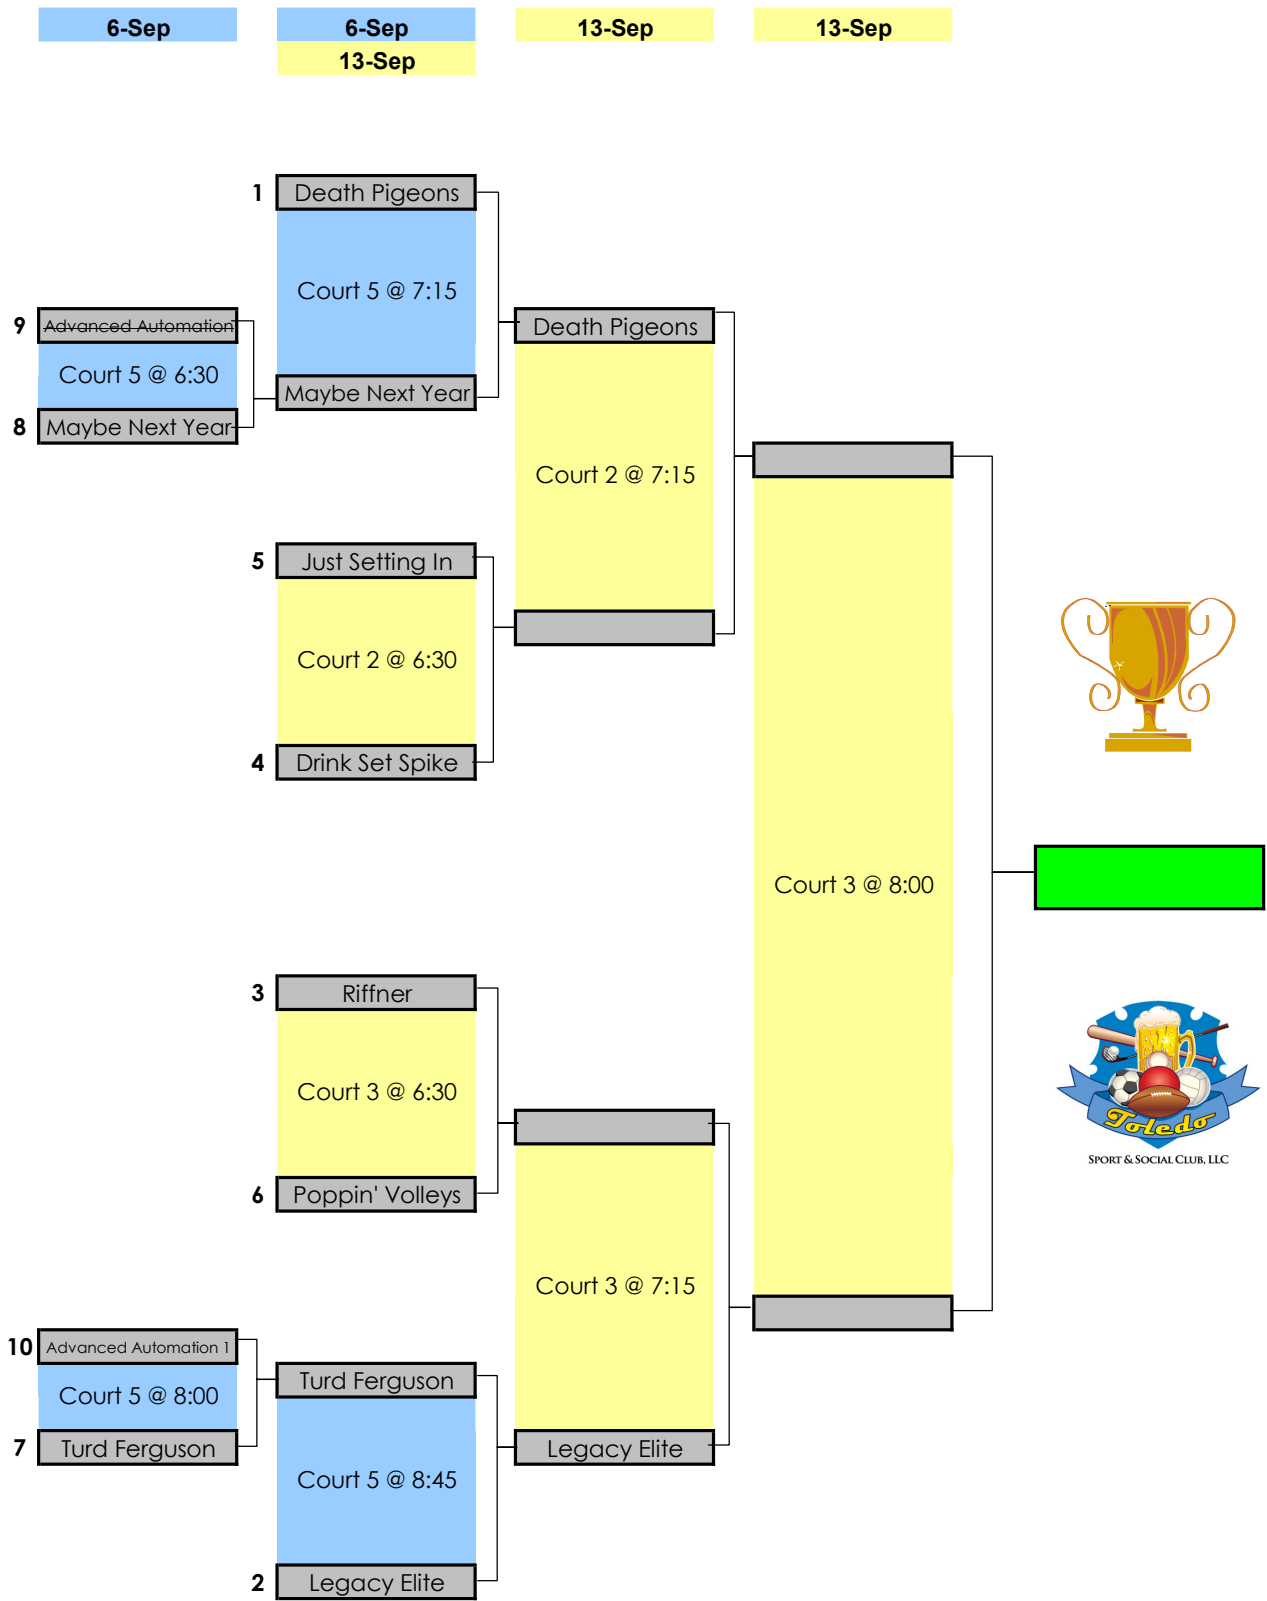 6-Sep 6-Sep 13-Sep 13-Sep
13-Sep
1 Death Pigeons
Court 5 @ 7:15
9 Advanced Automation
Death Pigeons
Court 5 @ 6:30
Maybe Next Year
8 Maybe Next Year
Court 2 @ 7:15
5 Just Setting In
Court 2 @ 6:30
4 Drink Set Spike
Court 3 @ 8:00
3 Riffner
Court 3 @ 6:30
Toledo
SPORT & SOCIAL CLUB, LLC
6 Poppin' Volleys
Court 3 @ 7:15
10 Advanced Automation 1
Turd Ferguson
Court 5 @ 8:00
7 Turd Ferguson
Legacy Elite
Court 5 @ 8:45
2 Legacy Elite